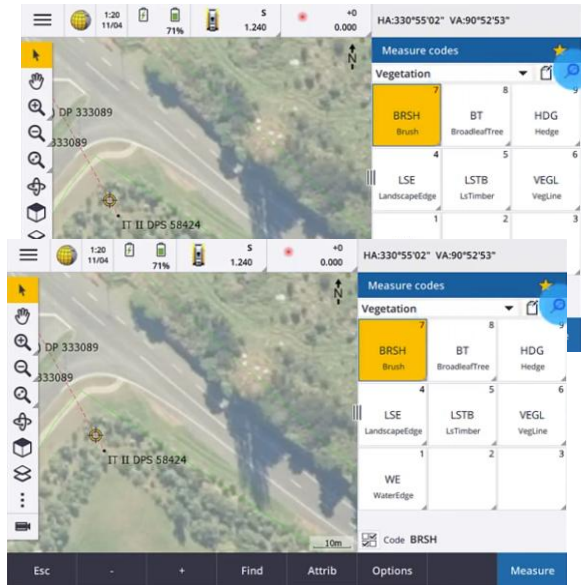 1:20
11/04
71%
S
1.240
+0
0.000
HA:330°55'02" VA:90°52'53"
Measure codes
Vegetation
7
BRSH
Brush
8
BT
BroadleafTree
9
HDG
Hedge
4
LSE
LandscapeEdge
5
LSTB
LsTimber
6
VEGL
VegLine
1
2
3
N
) DP 333089
333089
IT II DPS 58424
1:20
11/04
71%
S
1.240
+0
0.000
HA:330°55'02" VA:90°52'53"
Measure codes
Vegetation
7
BRSH
Brush
8
BT
BroadleafTree
9
HDG
Hedge
4
LSE
LandscapeEdge
5
LSTB
LsTimber
6
VEGL
VegLine
1
WE
WaterEdge
2
3
N
) DP 333089
333089
IT II DPS 58424
10m
Code BRSH
Esc - + Find Attrib Options Measure